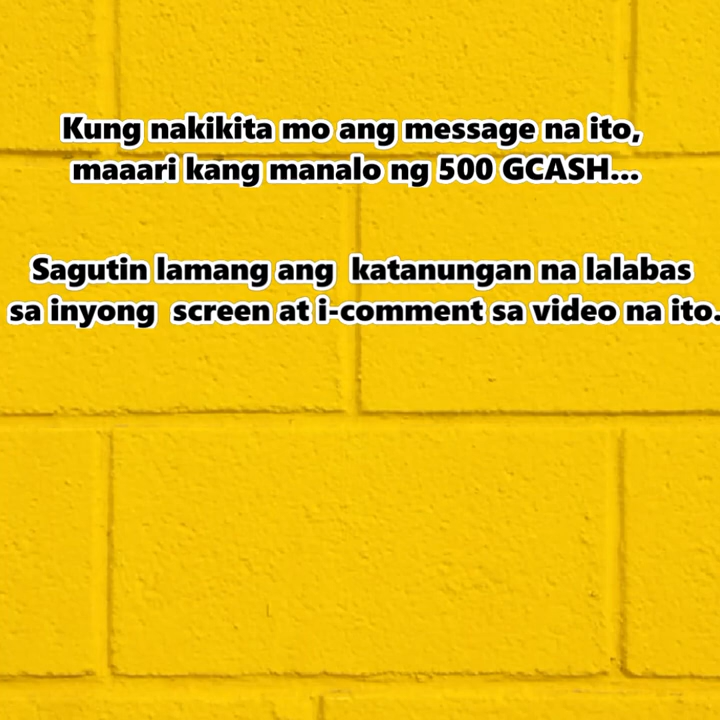 Kung nakikita mo ang message na ito,
maaari kang manalo ng 500 GCASH...
Sagutin lamang ang katanungan na lalabas
sa inyong screen at i-comment sa video na ito.